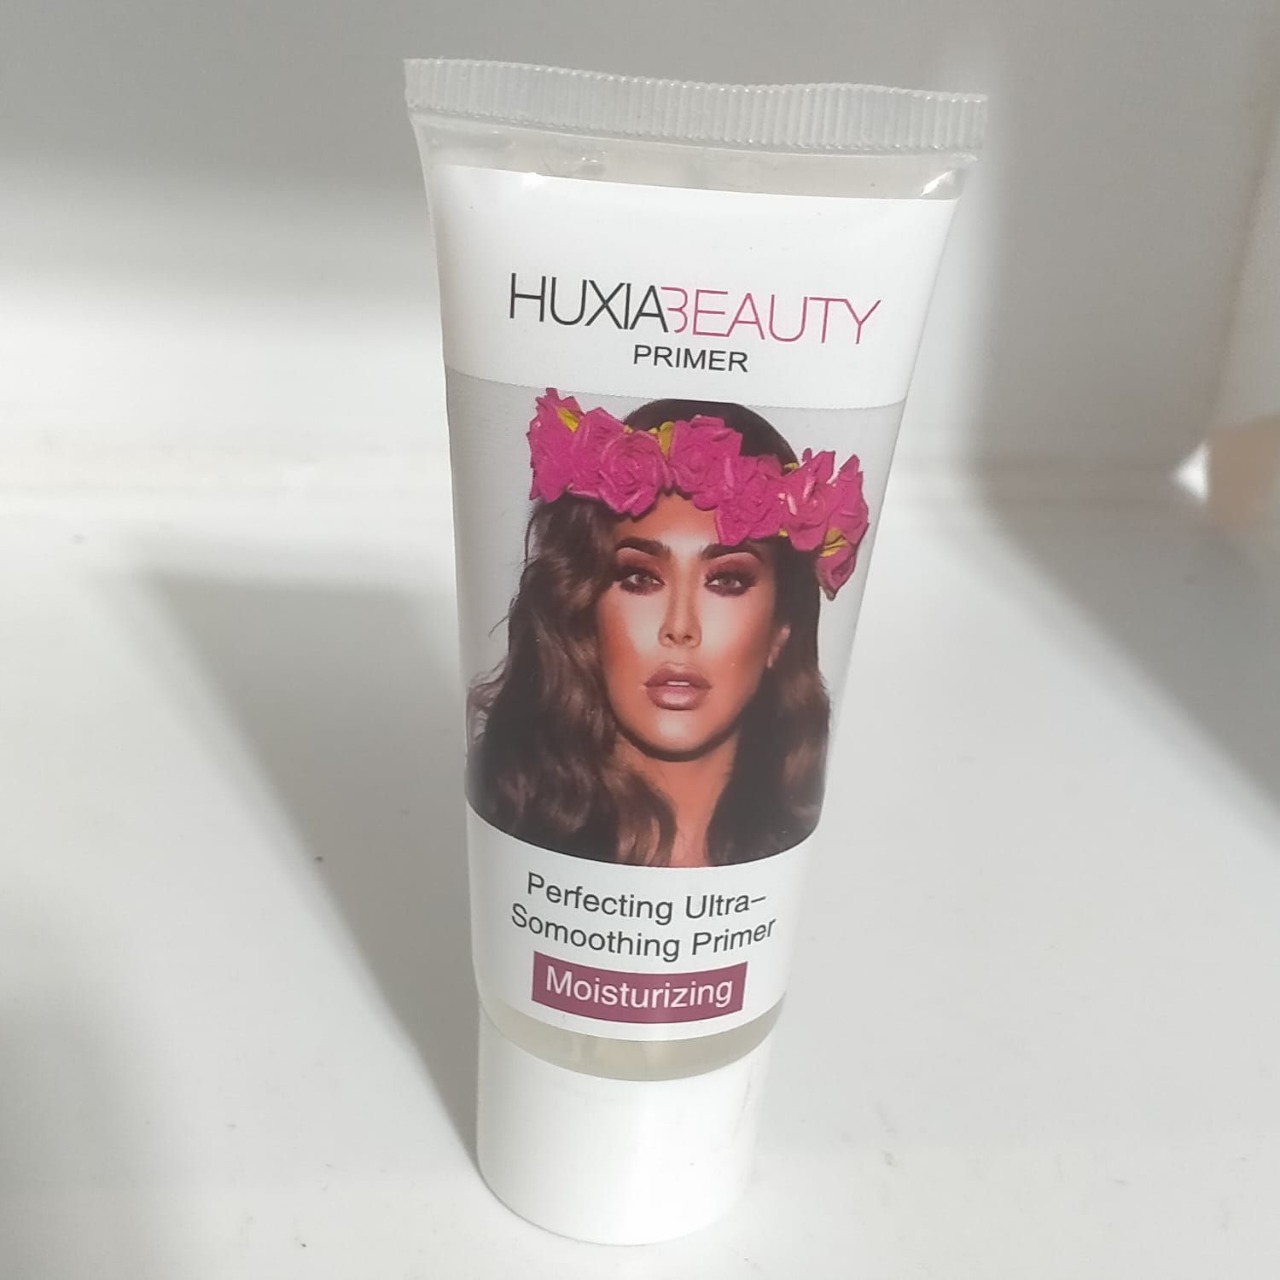 HUXIABEAUTY
PRIMER
Perfecting Ultra–
Somoothing Primer
Moisturizing